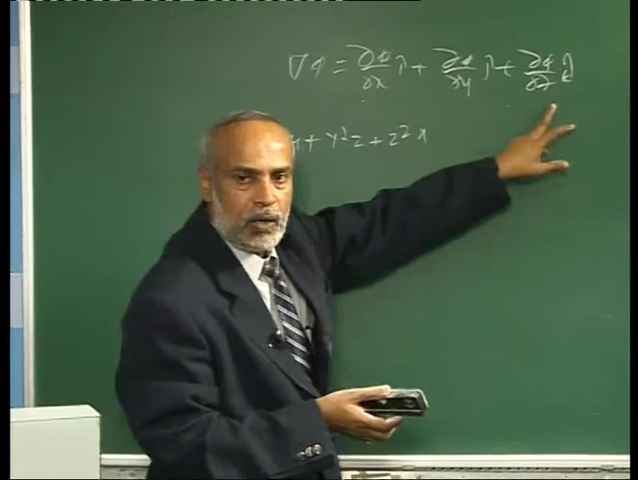 ∇φ = ∂φ/∂x i + ∂φ/∂y j + ∂φ/∂z k
+ y²z + z²x